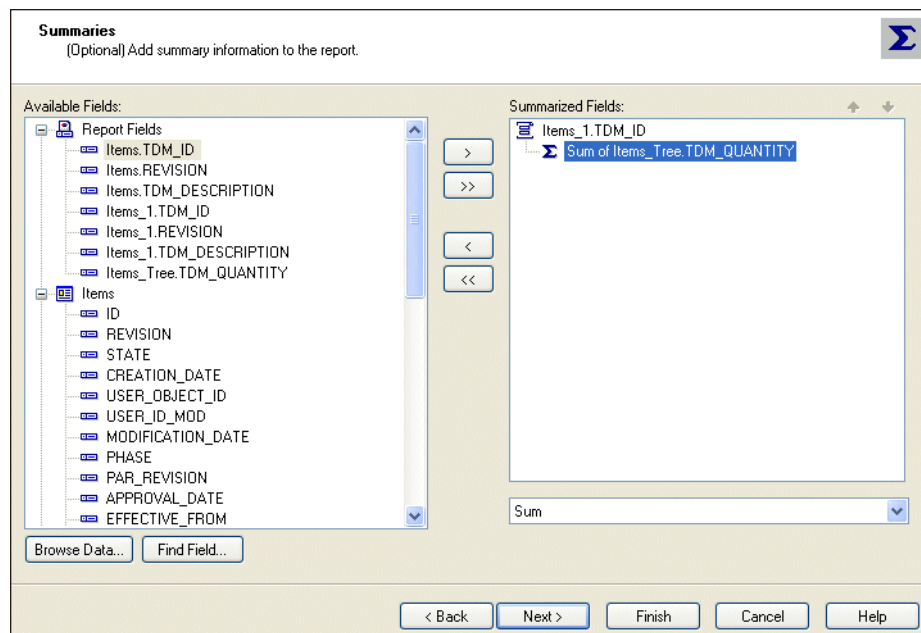 Summaries
(Optional) Add summary information to the report.
Σ
Available Fields:
Report Fields
Items.TDM_ID
Items.REVISION
Items.TDM_DESCRIPTION
Items_1.TDM_ID
Items_1.REVISION
Items_1.TDM_DESCRIPTION
Items_Tree.TDM_QUANTITY
Items
ID
REVISION
STATE
CREATION_DATE
USER_OBJECT_ID
USER_ID_MOD
MODIFICATION_DATE
PHASE
PAR_REVISION
APPROVAL_DATE
EFFECTIVE_FROM
Browse Data...
Find Field...
>
>>
<
<<
Summarized Fields:
Items_1.TDM_ID
Σ Sum of Items_Tree.TDM_QUANTITY
Sum
< Back
Next >
Finish
Cancel
Help